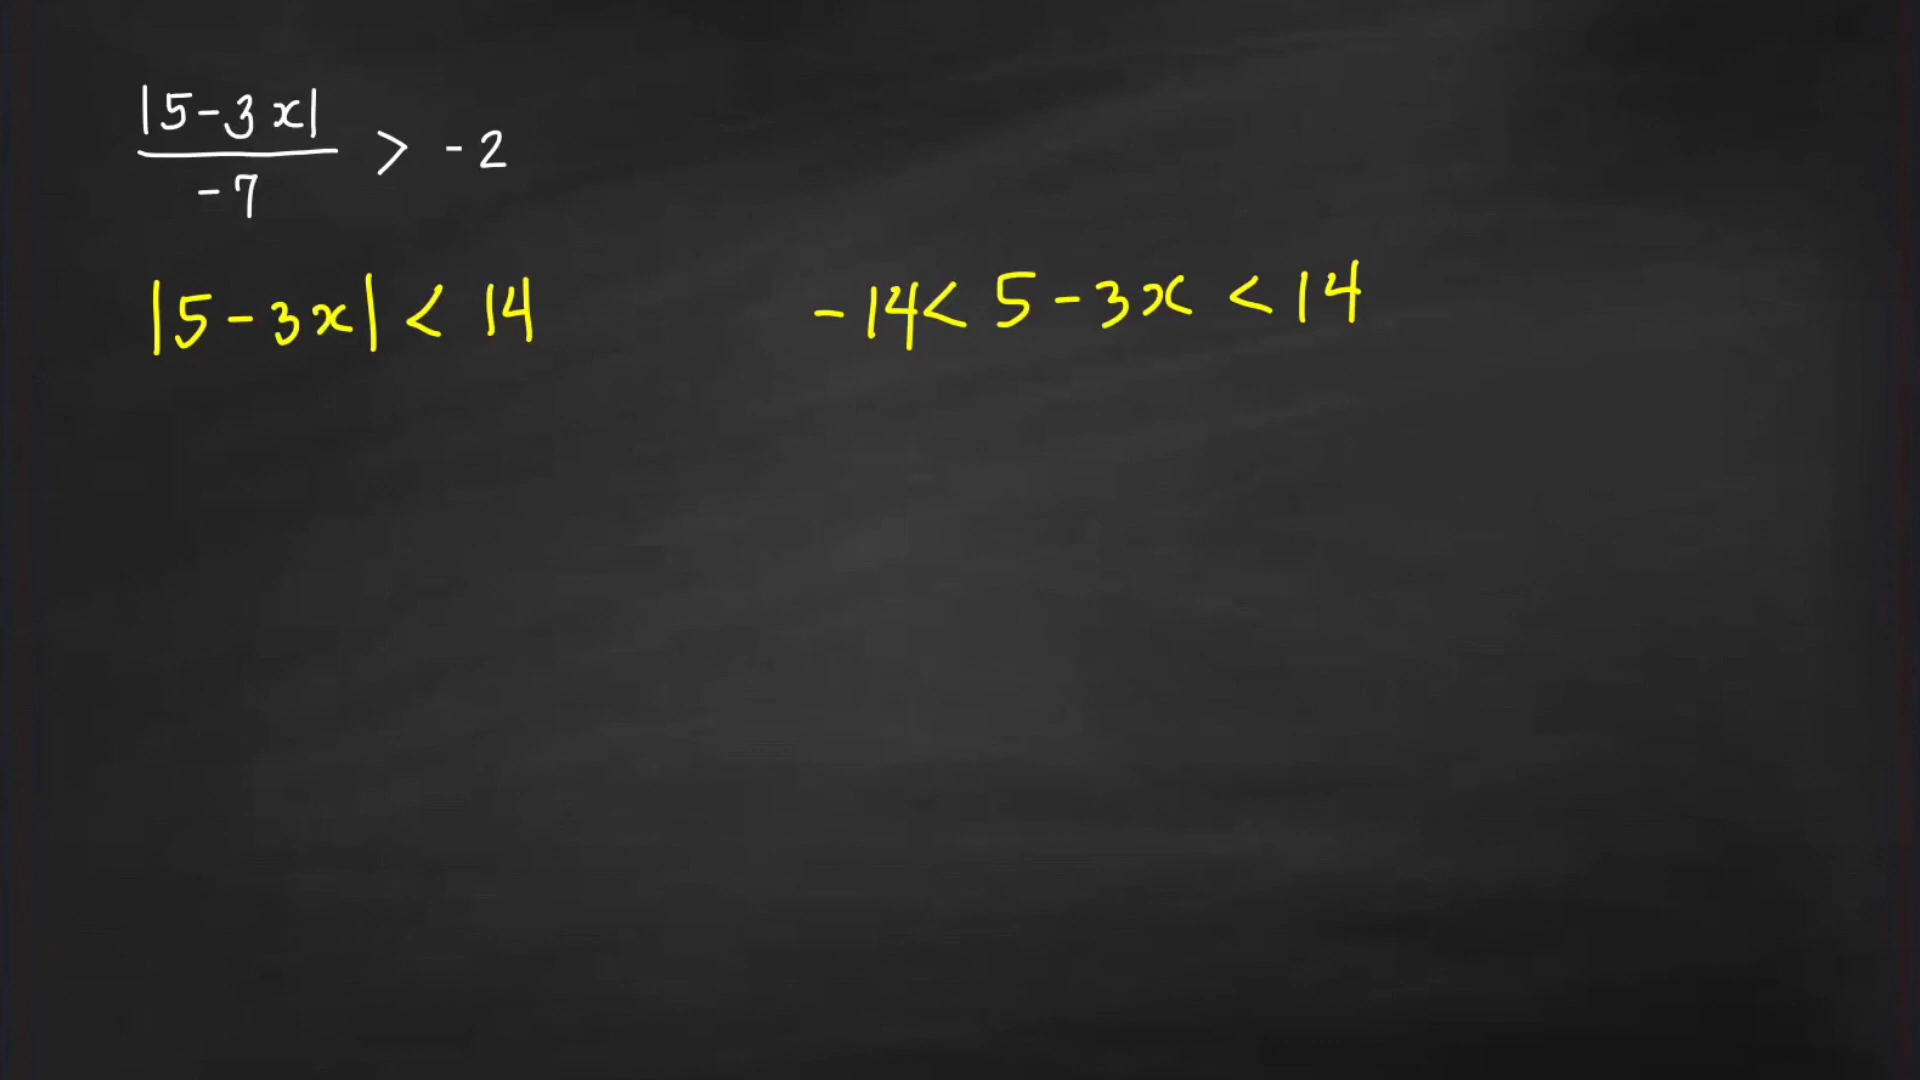 |5-3x|
-7
> -2
|5-3x| < 14
-14 < 5-3x < 14